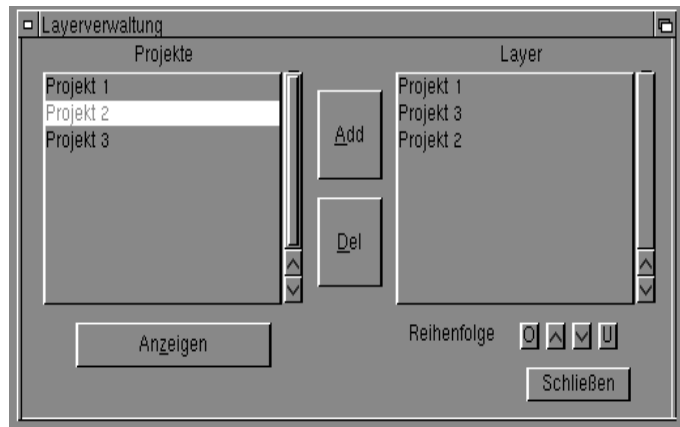 Layerverwaltung
Projekte
Layer
Projekt 1
Projekt 2
Projekt 3
Add
Del
Projekt 1
Projekt 3
Projekt 2
Anzeigen
Reihenfolge O U
Schließen